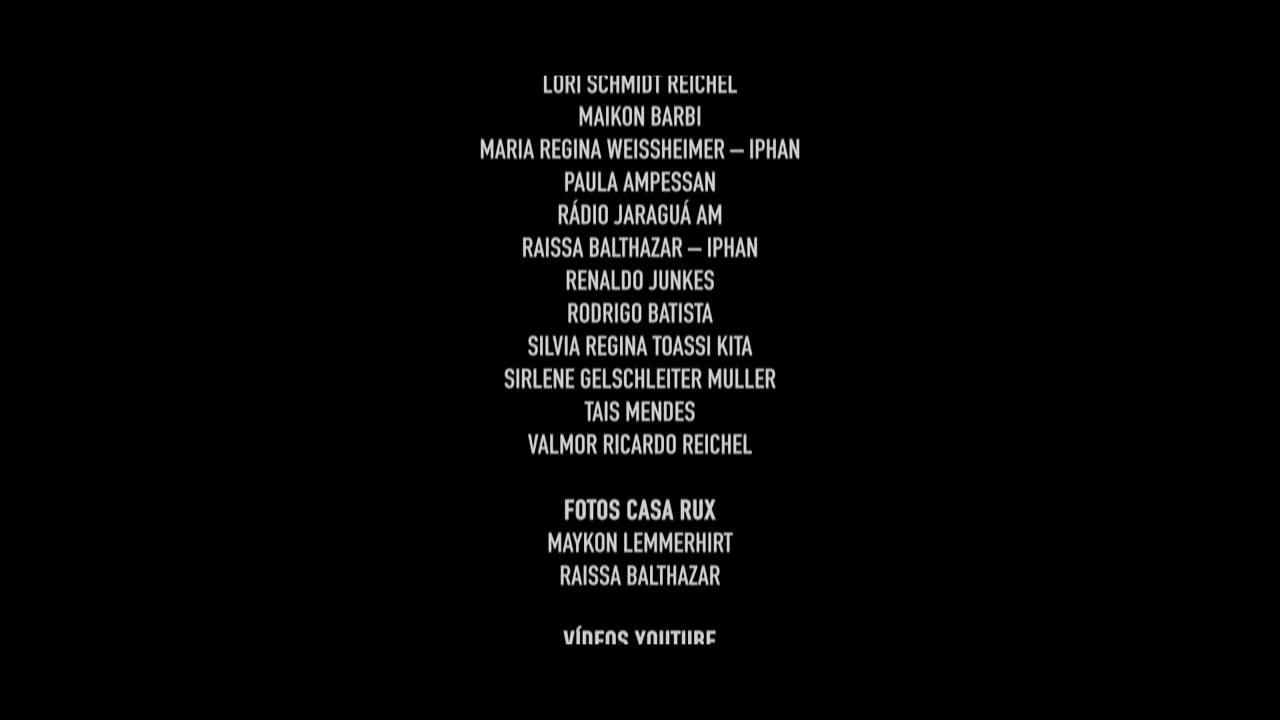 LORI SCHMIDT REICHEL
MAIKON BARBI
MARIA REGINA WEISSHEIMER – IPHAN
PAULA AMPESSAN
RÁDIO JARAGUÁ AM
RAISSA BALTHAZAR – IPHAN
RENALDO JUNKES
RODRIGO BATISTA
SILVIA REGINA TOASSI KITA
SIRLENE GELSCHLEITER MULLER
TAIS MENDES
VALMOR RICARDO REICHEL
FOTOS CASA RUX
MAYKON LEMMERHIRT
RAISSA BALTHAZAR
VÍDEOS YOUTUBE